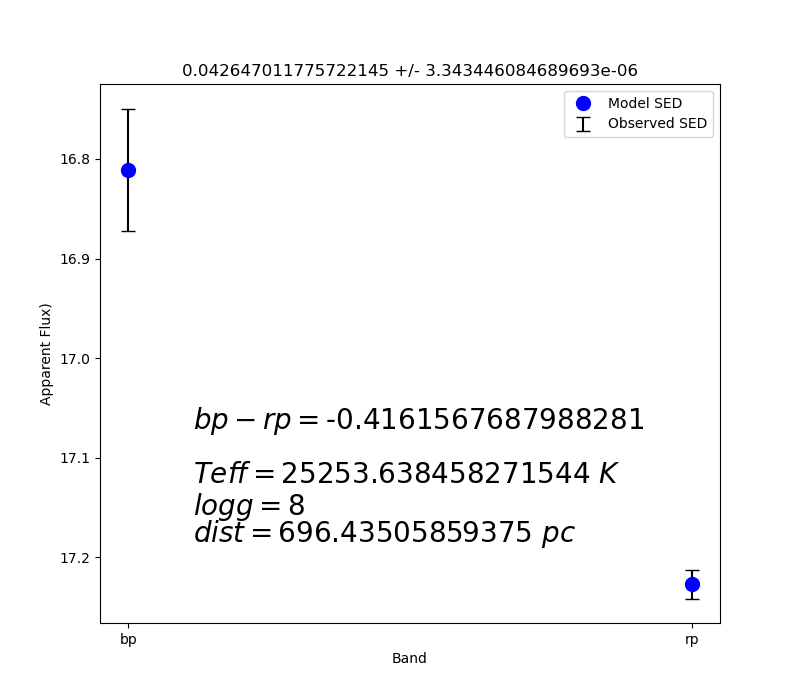 0.042647011775722145 +/- 3.343446084689693e-06
Model SED
Observed SED
16.8
16.9
17.0
17.1
17.2
Apparent Flux)
bp − rp = -0.4161567687988281
Teff = 25253.638458271544 K
logg = 8
dist = 696.43505859375 pc
bp
rp
Band